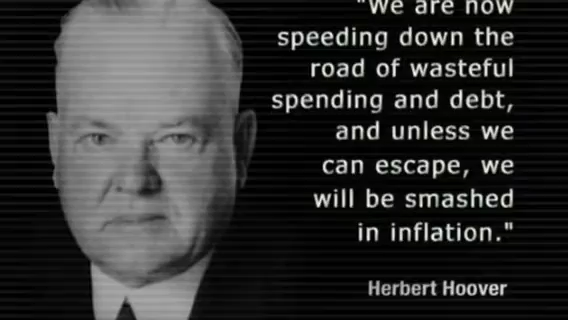 "We are now
speeding down the
road of wasteful
spending and debt,
and unless we
can escape, we
will be smashed
in inflation."
Herbert Hoover